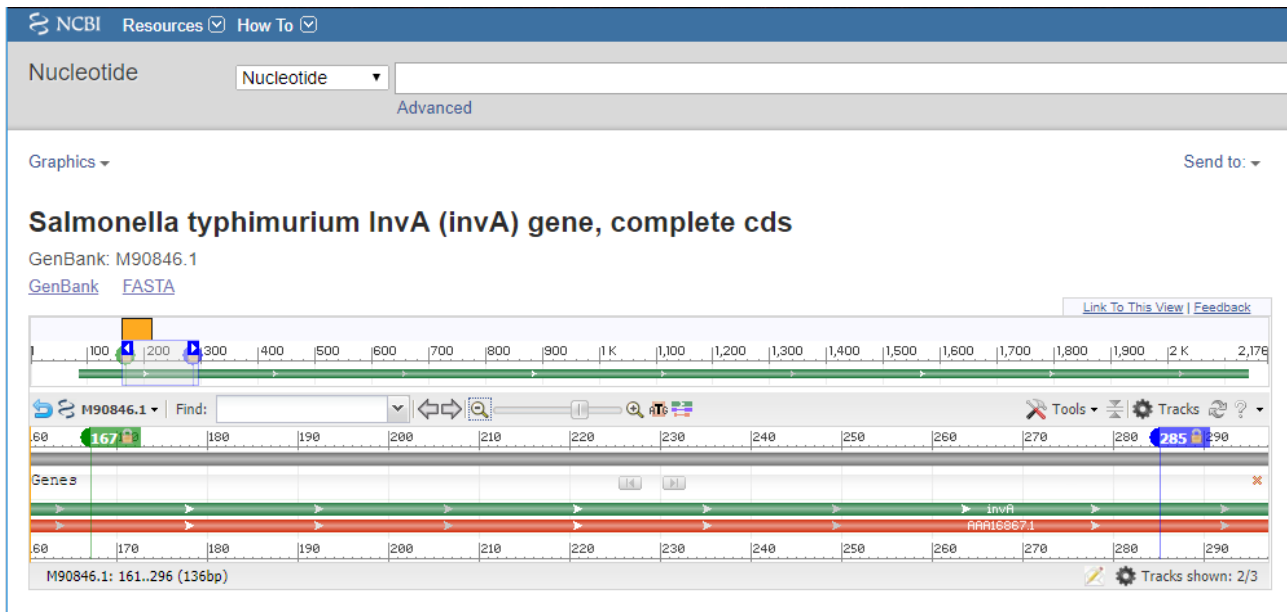 NCBI Resources How To
Nucleotide Nucleotide
Advanced
Graphics Send to:
Salmonella typhimurium InvA (invA) gene, complete cds
GenBank: M90846.1
GenBank FASTA
Link To This View | Feedback
100 200 300 400 500 600 700 800 900 1 K 1,100 1,200 1,300 1,400 1,500 1,600 1,700 1,800 1,900 2 K 2,176
M90846.1 Find: ATG Tools Tracks ?
60 167 180 190 200 210 220 230 240 250 260 270 280 285 290
Genes
invA
AAA16867.1
60 170 180 190 200 210 220 230 240 250 260 270 280 290
M90846.1: 161..296 (136bp) Tracks shown: 2/3